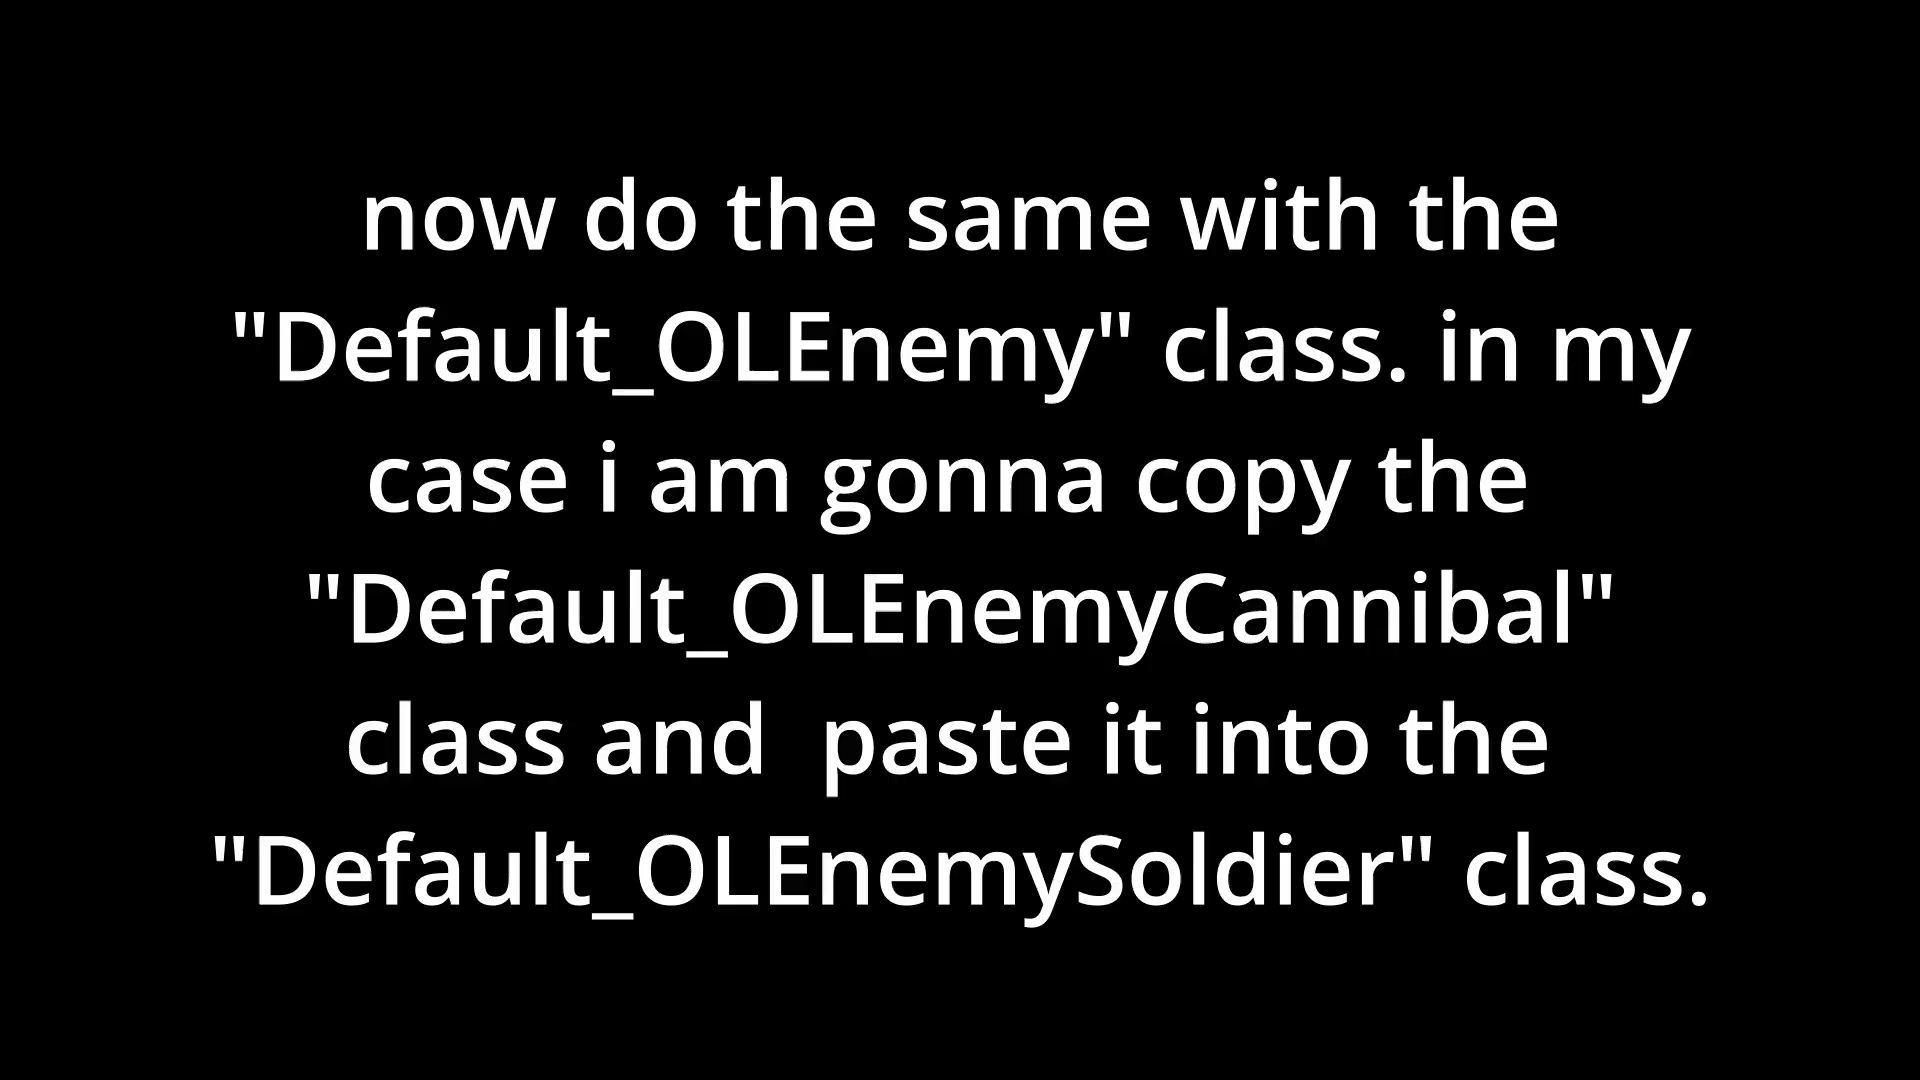 now do the same with the
"Default_OLEnemy" class. in my
case i am gonna copy the
"Default_OLEnemyCannibal"
class and  paste it into the
"Default_OLEnemySoldier" class.